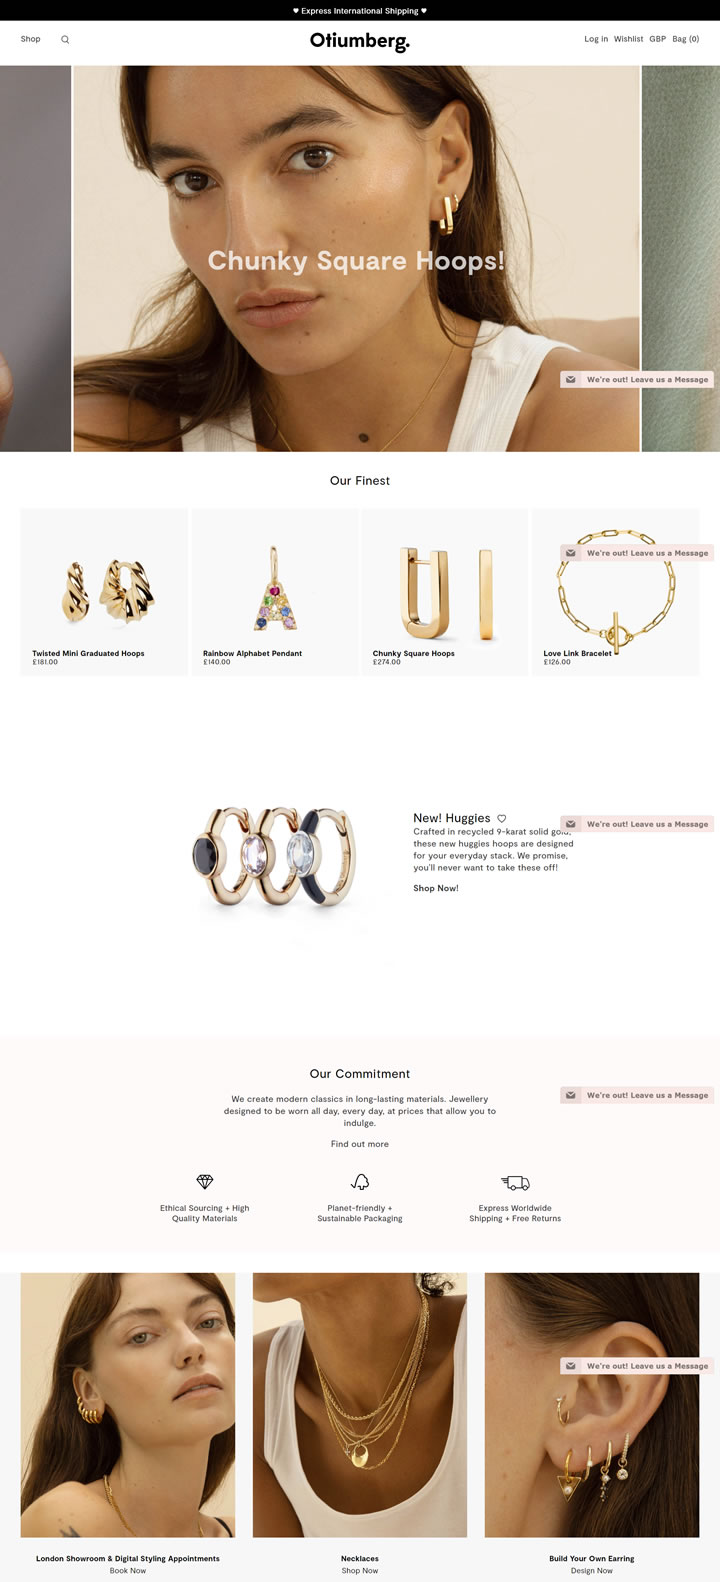 ♥ Express International Shipping ♥
Shop
Otiumberg.
Log in Wishlist GBP Bag (0)
Chunky Square Hoops!
We're out! Leave us a Message
Our Finest
We're out! Leave us a Message
Twisted Mini Graduated Hoops
£181.00
Rainbow Alphabet Pendant
£140.00
Chunky Square Hoops
£274.00
Love Link Bracelet
£126.00
New! Huggies ♡
We're out! Leave us a Message
Crafted in recycled 9-karat solid gold,
these new huggies hoops are designed
for your everyday stack. We promise,
you'll never want to take these off!
Shop Now!
Our Commitment
We're out! Leave us a Message
We create modern classics in long-lasting materials. Jewellery
designed to be worn all day, every day, at prices that allow you to
indulge.
Find out more
Ethical Sourcing + High
Quality Materials
Planet-friendly +
Sustainable Packaging
Express Worldwide
Shipping + Free Returns
We're out! Leave us a Message
London Showroom & Digital Styling Appointments
Book Now
Necklaces
Shop Now
Build Your Own Earring
Design Now